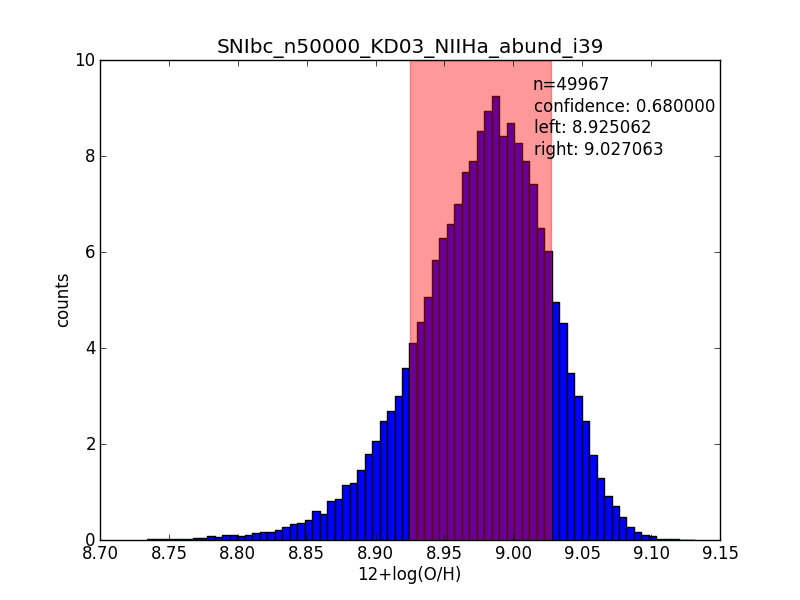 SNIbc_n50000_KD03_NIIHa_abund_i39
n=49967
confidence: 0.680000
left: 8.925062
right: 9.027063
10
8
6
4
2
0
counts
8.70 8.75 8.80 8.85 8.90 8.95 9.00 9.05 9.10 9.15
12+log(O/H)